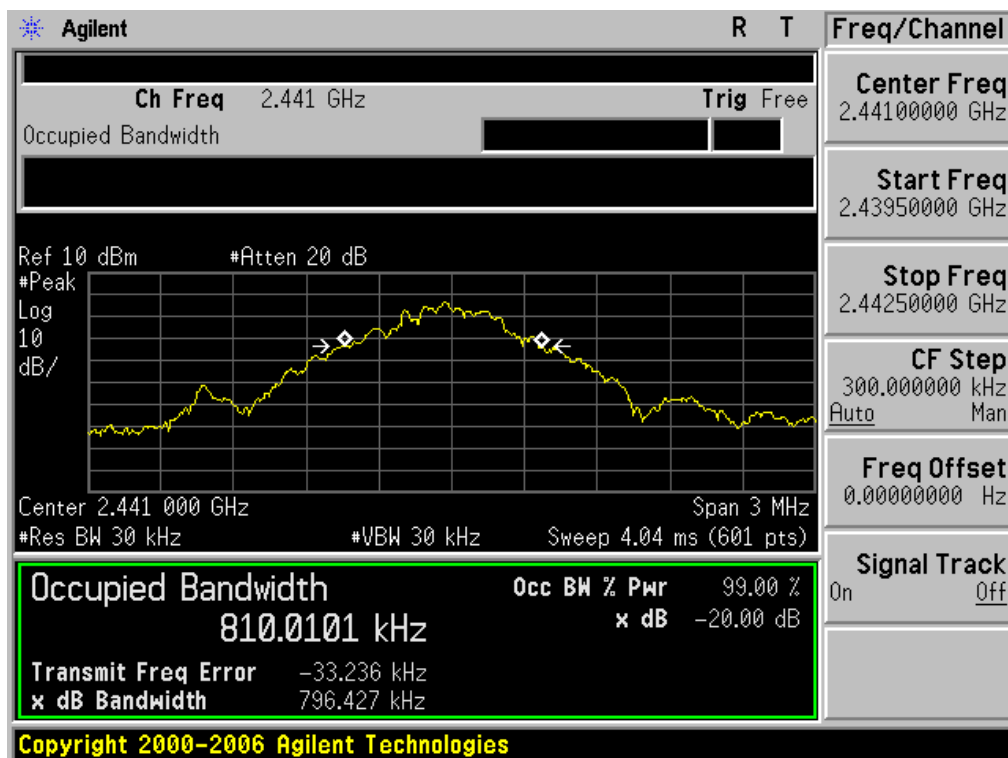 Agilent R T
Freq/Channel
Ch Freq 2.441 GHz Trig Free
Occupied Bandwidth
Ref 10 dBm #Atten 20 dB
#Peak
Log
10
dB/
Center 2.441 000 GHz Span 3 MHz
#Res BW 30 kHz #VBW 30 kHz Sweep 4.04 ms (601 pts)
Occupied Bandwidth
810.0101 kHz
Occ BW % Pwr 99.00 %
x dB -20.00 dB
Transmit Freq Error -33.236 kHz
x dB Bandwidth 796.427 kHz
Copyright 2000-2006 Agilent Technologies
Center Freq
2.44100000 GHz
Start Freq
2.43950000 GHz
Stop Freq
2.44250000 GHz
CF Step
300.000000 kHz
Auto Man
Freq Offset
0.00000000 Hz
Signal Track
On Off